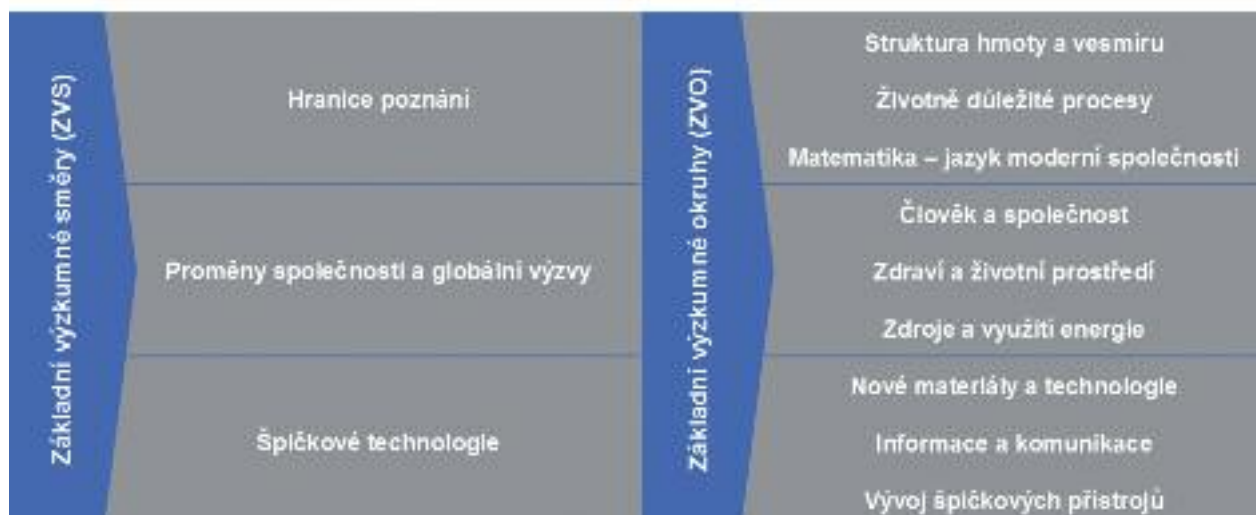 Základní výzkumné směry (ZVS)
Hranice poznání
Proměny společnosti a globální výzvy
Špičkové technologie
Základní výzkumné okruhy (ZVO)
Struktura hmoty a vesmíru
Životně důležité procesy
Matematika – jazyk moderní společnosti
Člověk a společnost
Zdraví a životní prostředí
Zdroje a využití energie
Nové materiály a technologie
Informace a komunikace
Vývoj špičkových přístrojů